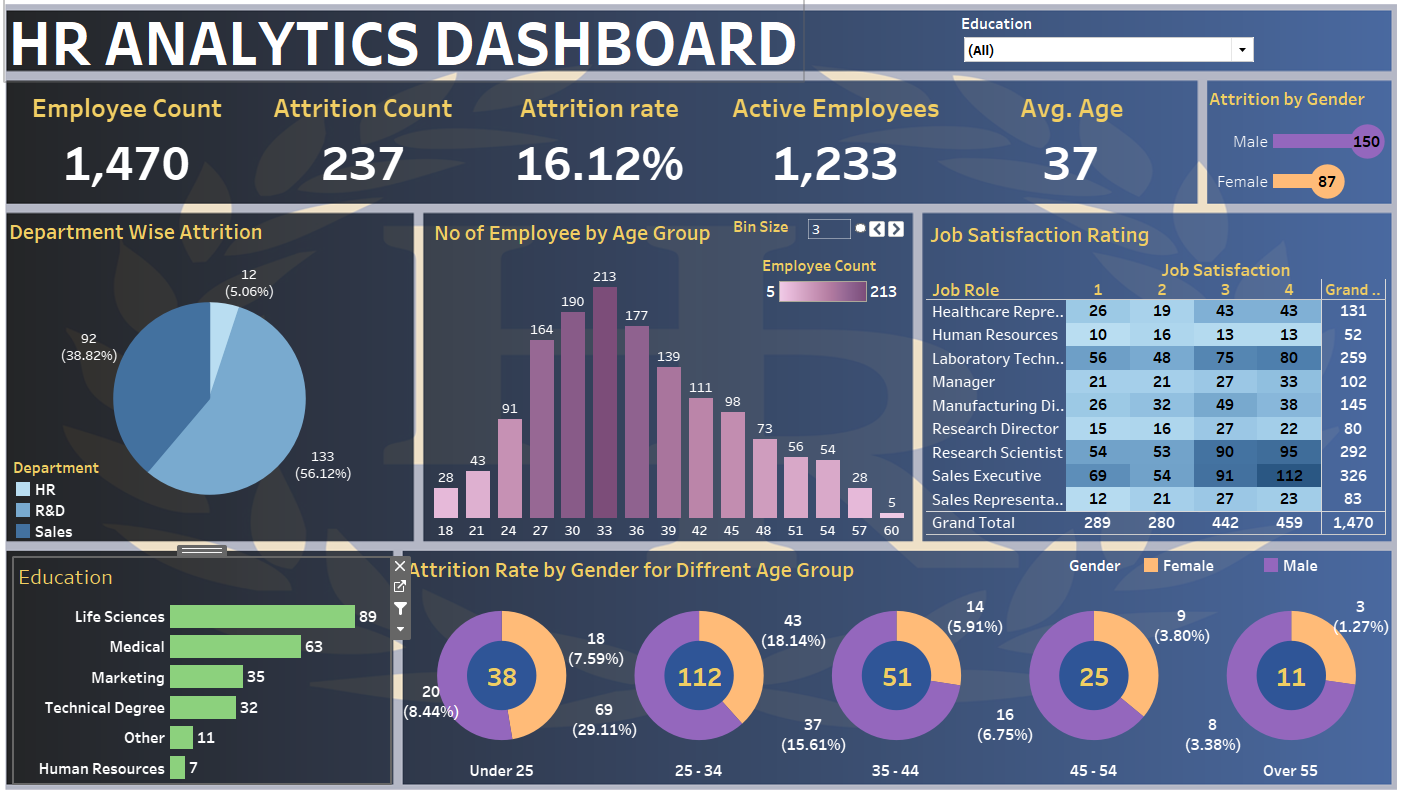 HR ANALYTICS DASHBOARD
Education
(All)
Employee Count
1,470
Attrition Count
237
Attrition rate
16.12%
Active Employees
1,233
Avg. Age
37
Attrition by Gender
Male 150
Female 87
Department Wise Attrition
12
(5.06%)
92
(38.82%)
133
(56.12%)
Department
HR
R&D
Sales
No of Employee by Age Group
Bin Size 3
Employee Count
5 213
28 43 91 164 190 213 177 139 111 98 73 56 54 28 5
18 21 24 27 30 33 36 39 42 45 48 51 54 57 60
Job Satisfaction Rating
Job Satisfaction
Job Role 1 2 3 4 Grand ..
Healthcare Repre.. 26 19 43 43 131
Human Resources 10 16 13 13 52
Laboratory Techn.. 56 48 75 80 259
Manager 21 21 27 33 102
Manufacturing Di.. 26 32 49 38 145
Research Director 15 16 27 22 80
Research Scientist 54 53 90 95 292
Sales Executive 69 54 91 112 326
Sales Representa.. 12 21 27 23 83
Grand Total 289 280 442 459 1,470
Education
Life Sciences 89
Medical 63
Marketing 35
Technical Degree 32
Other 11
Human Resources 7
Attrition Rate by Gender for Diffrent Age Group
Gender Female Male
38
18
(7.59%)
20
(8.44%)
Under 25
112
43
(18.14%)
69
(29.11%)
25 - 34
51
14
(5.91%)
37
(15.61%)
35 - 44
25
9
(3.80%)
16
(6.75%)
45 - 54
11
3
(1.27%)
8
(3.38%)
Over 55
HR